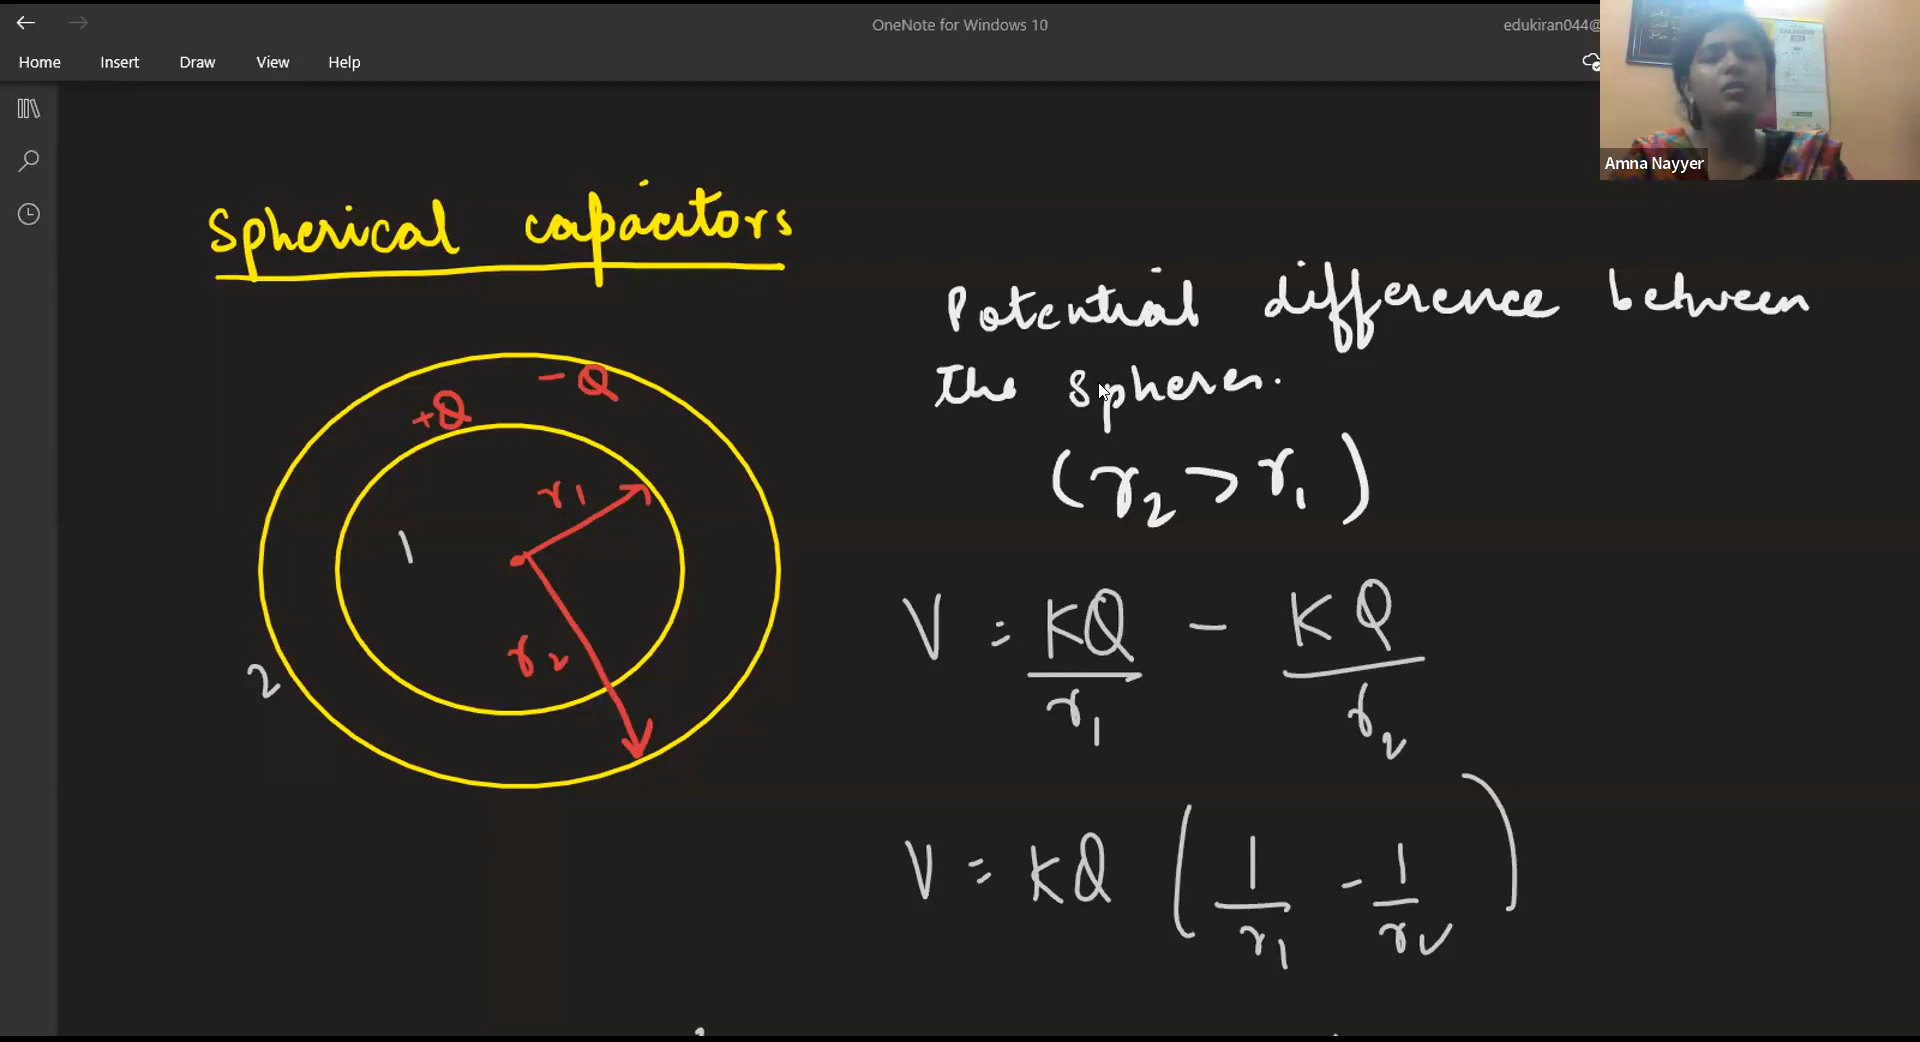 OneNote for Windows 10
edukiran044@
Home Insert Draw View Help
Amna Nayyer
Spherical capacitors
Potential difference between
the spheres.
(r₂ > r₁)
+Q -Q
r₁
1
r₂
2
V = KQ/r₁ - KQ/r₂
V = KQ (1/r₁ - 1/r₂)